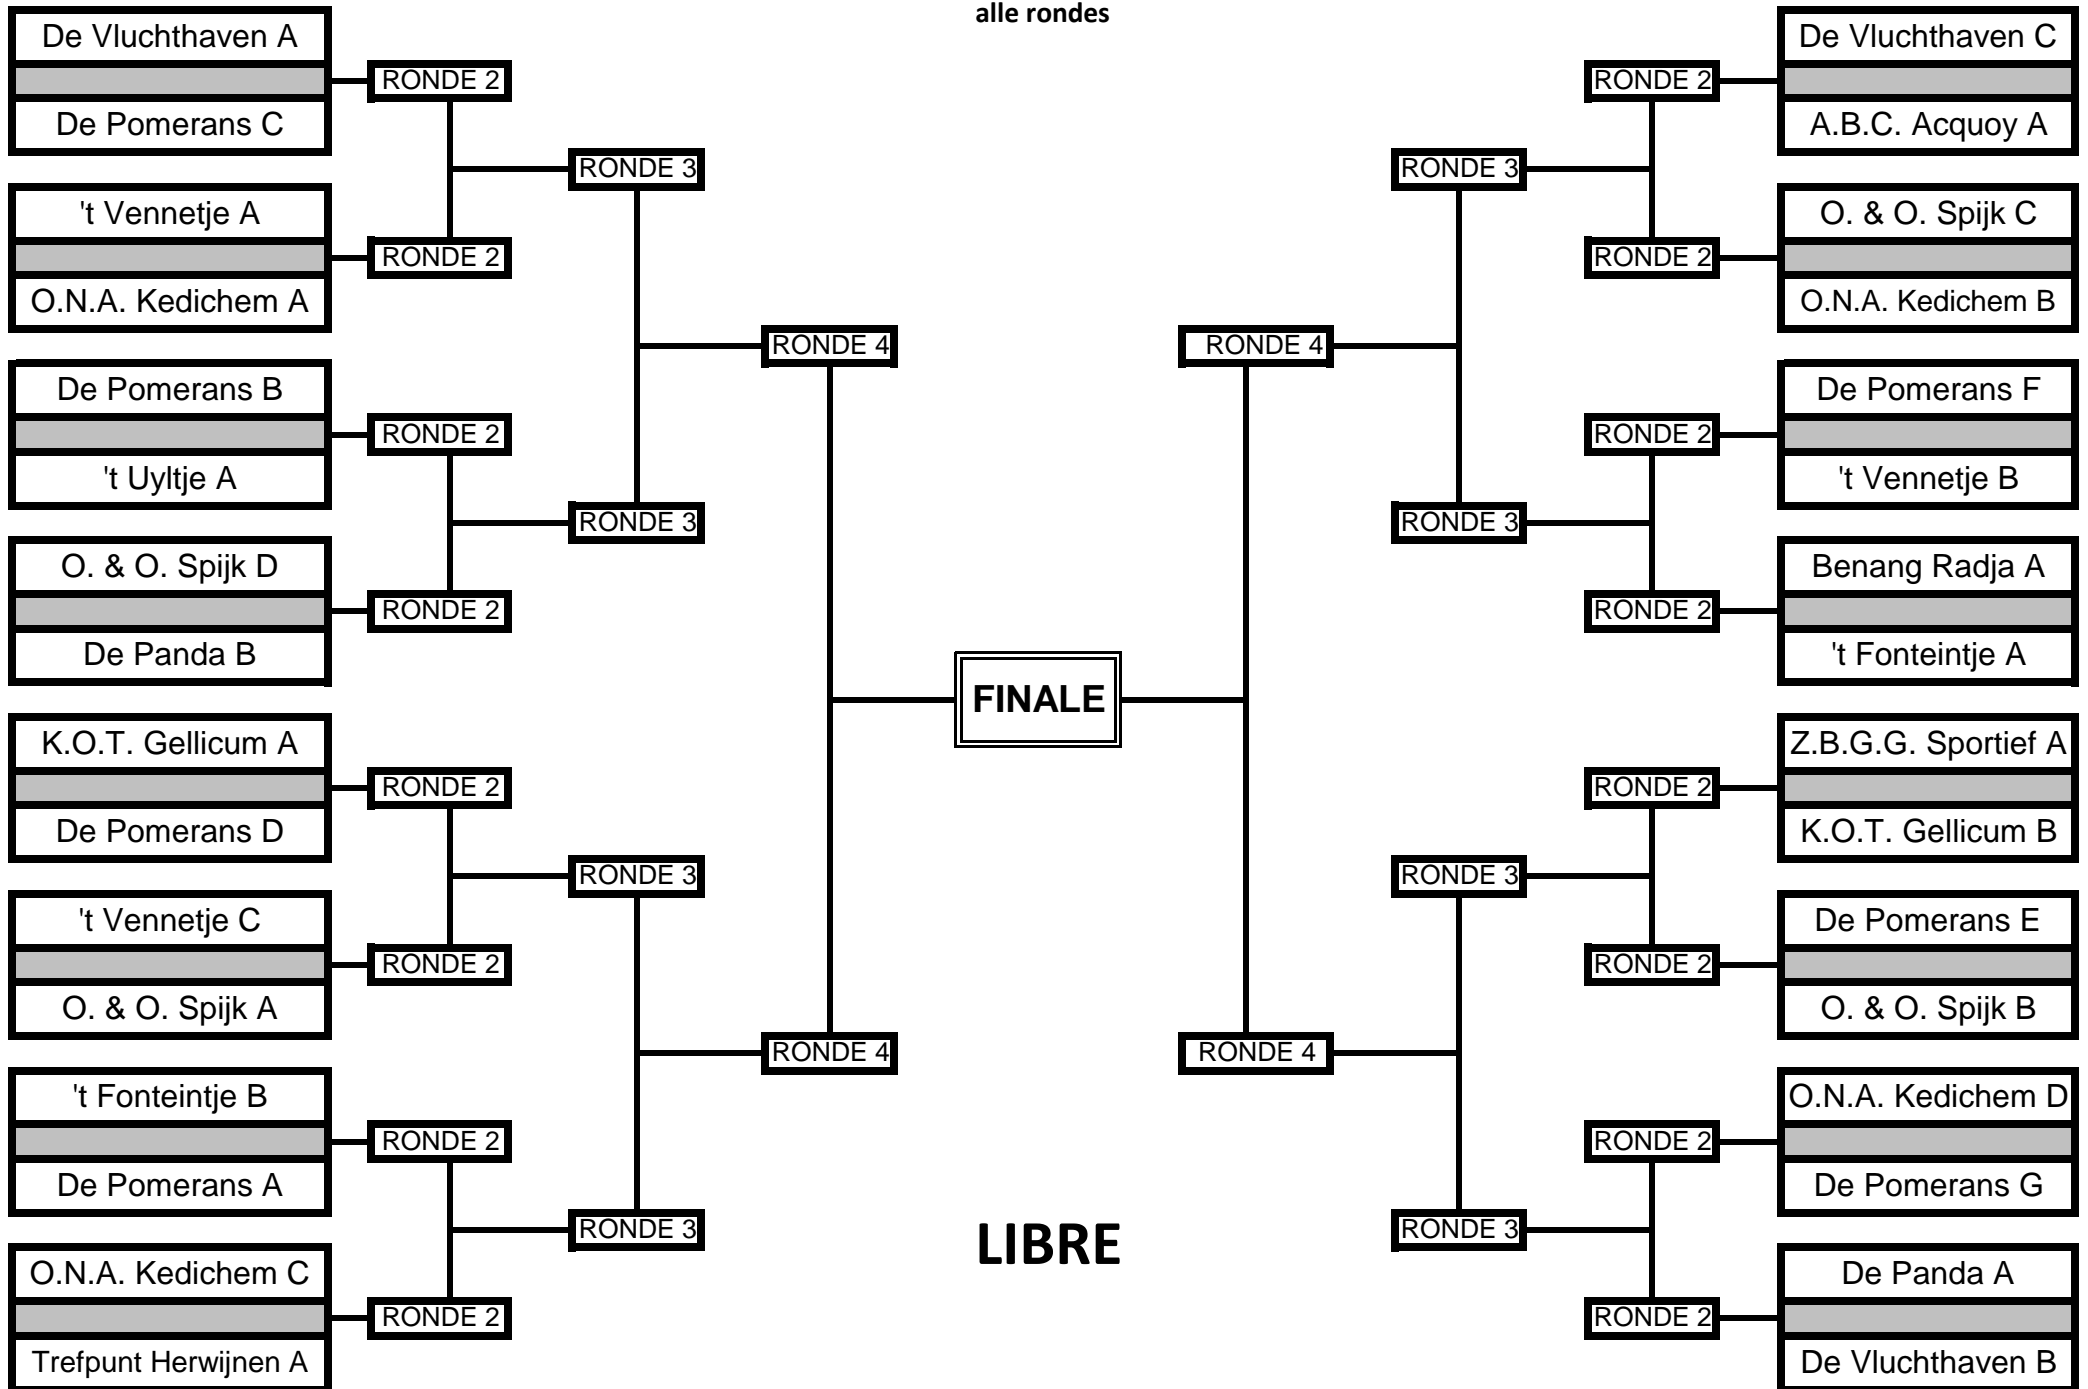 alle rondes
De Vluchthaven A
De Pomerans C
't Vennetje A
O.N.A. Kedichem A
De Pomerans B
't Uyltje A
O. & O. Spijk D
De Panda B
K.O.T. Gellicum A
De Pomerans D
't Vennetje C
O. & O. Spijk A
't Fonteintje B
De Pomerans A
O.N.A. Kedichem C
Trefpunt Herwijnen A
RONDE 2
RONDE 2
RONDE 2
RONDE 2
RONDE 2
RONDE 2
RONDE 2
RONDE 2
RONDE 3
RONDE 3
RONDE 3
RONDE 3
RONDE 4
RONDE 4
FINALE
LIBRE
RONDE 4
RONDE 4
RONDE 3
RONDE 3
RONDE 3
RONDE 3
RONDE 2
RONDE 2
RONDE 2
RONDE 2
RONDE 2
RONDE 2
RONDE 2
RONDE 2
De Vluchthaven C
A.B.C. Acquoy A
O. & O. Spijk C
O.N.A. Kedichem B
De Pomerans F
't Vennetje B
Benang Radja A
't Fonteintje A
Z.B.G.G. Sportief A
K.O.T. Gellicum B
De Pomerans E
O. & O. Spijk B
O.N.A. Kedichem D
De Pomerans G
De Panda A
De Vluchthaven B